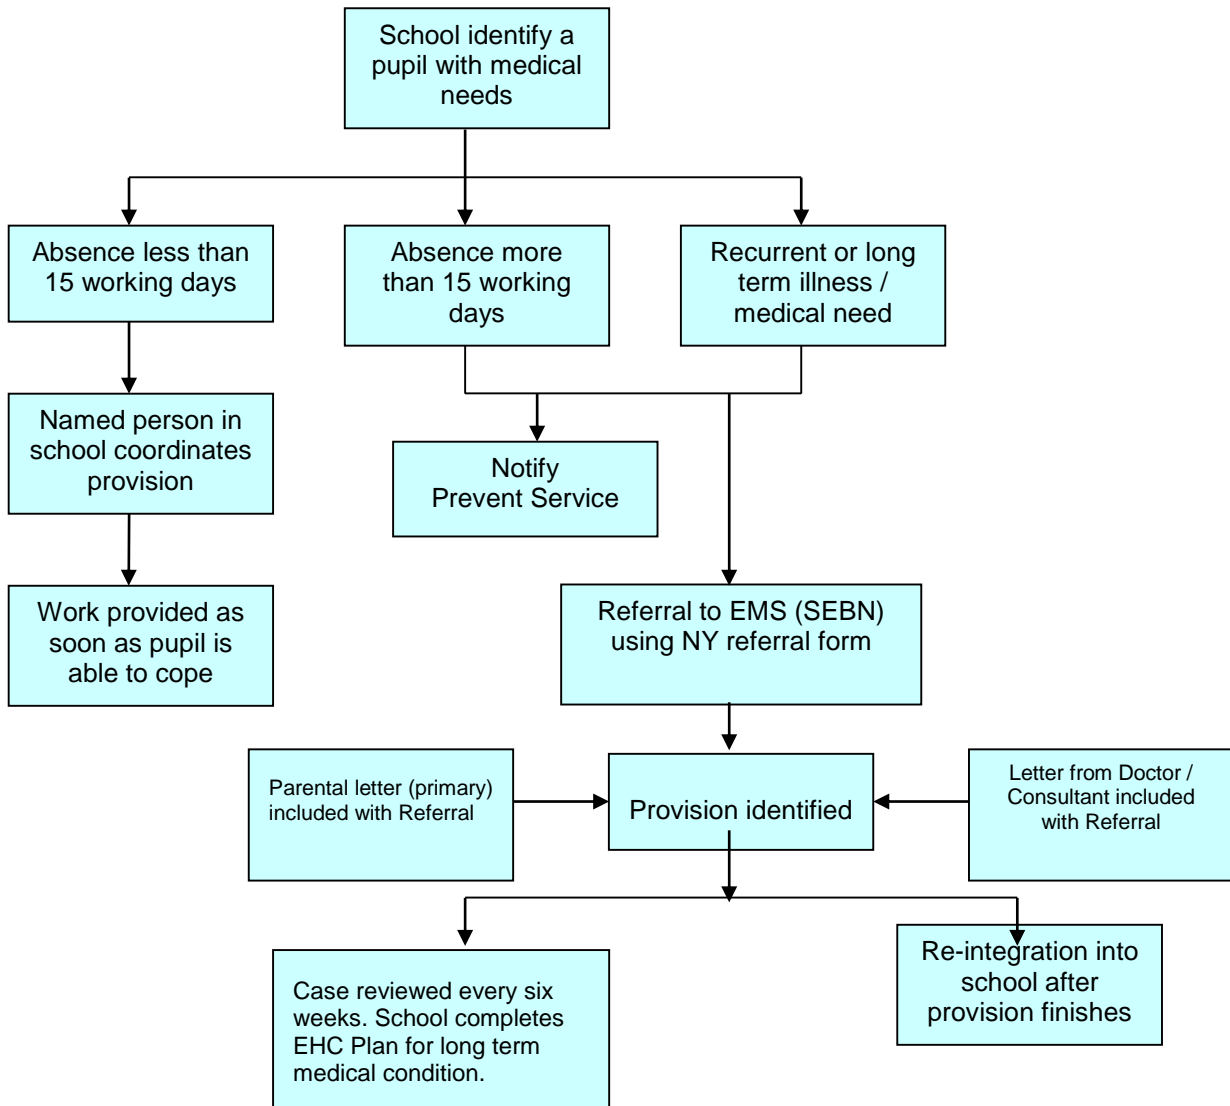 School identify a
pupil with medical
needs
Absence less than
15 working days
Absence more
than 15 working
days
Recurrent or long
term illness /
medical need
Named person in
school coordinates
provision
Notify
Prevent Service
Work provided as
soon as pupil is
able to cope
Referral to EMS (SEBN)
using NY referral form
Parental letter (primary)
included with Referral
Provision identified
Letter from Doctor /
Consultant included
with Referral
Case reviewed every six
weeks. School completes
EHC Plan for long term
medical condition.
Re-integration into
school after
provision finishes